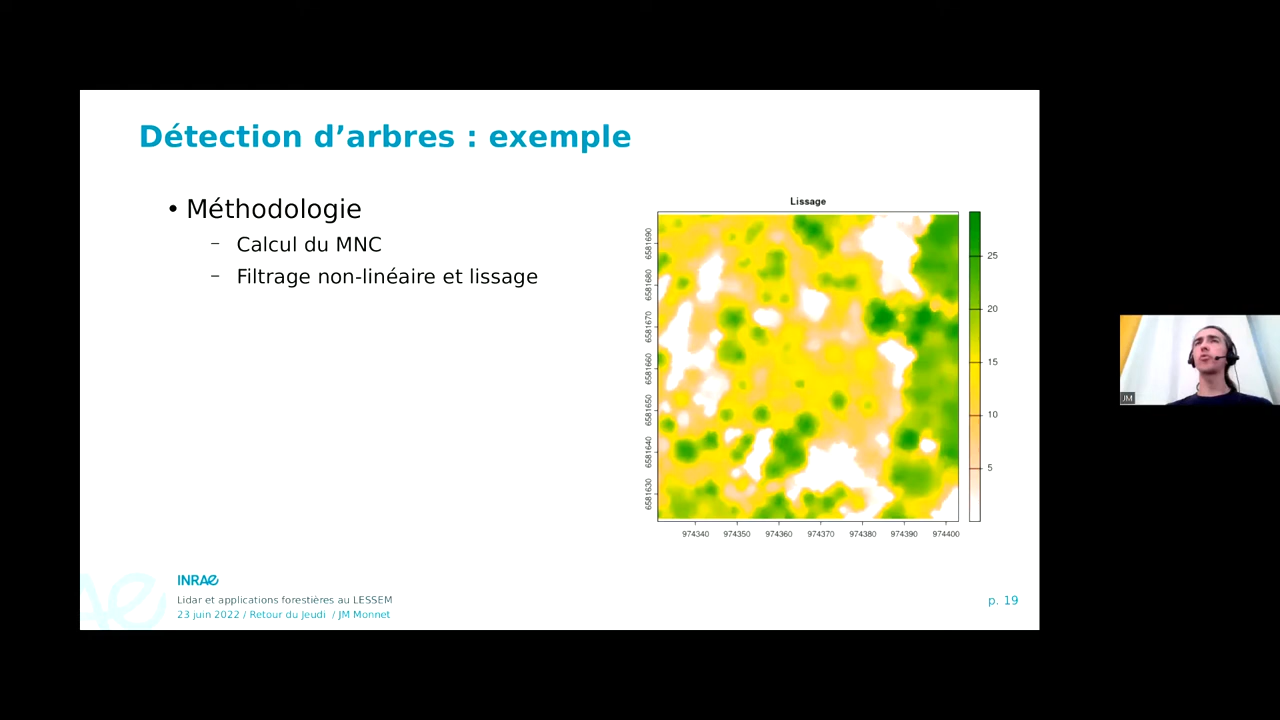 Détection d’arbres : exemple
• Méthodologie
– Calcul du MNC
– Filtrage non-linéaire et lissage
Lissage
6581690
6581680
6581670
6581660
6581650
6581640
6581630
974340 974350 974360 974370 974380 974390 974400
25
20
15
10
5
JM
INRAE
Lidar et applications forestières au LESSEM
23 juin 2022 / Retour du Jeudi / JM Monnet
p. 19